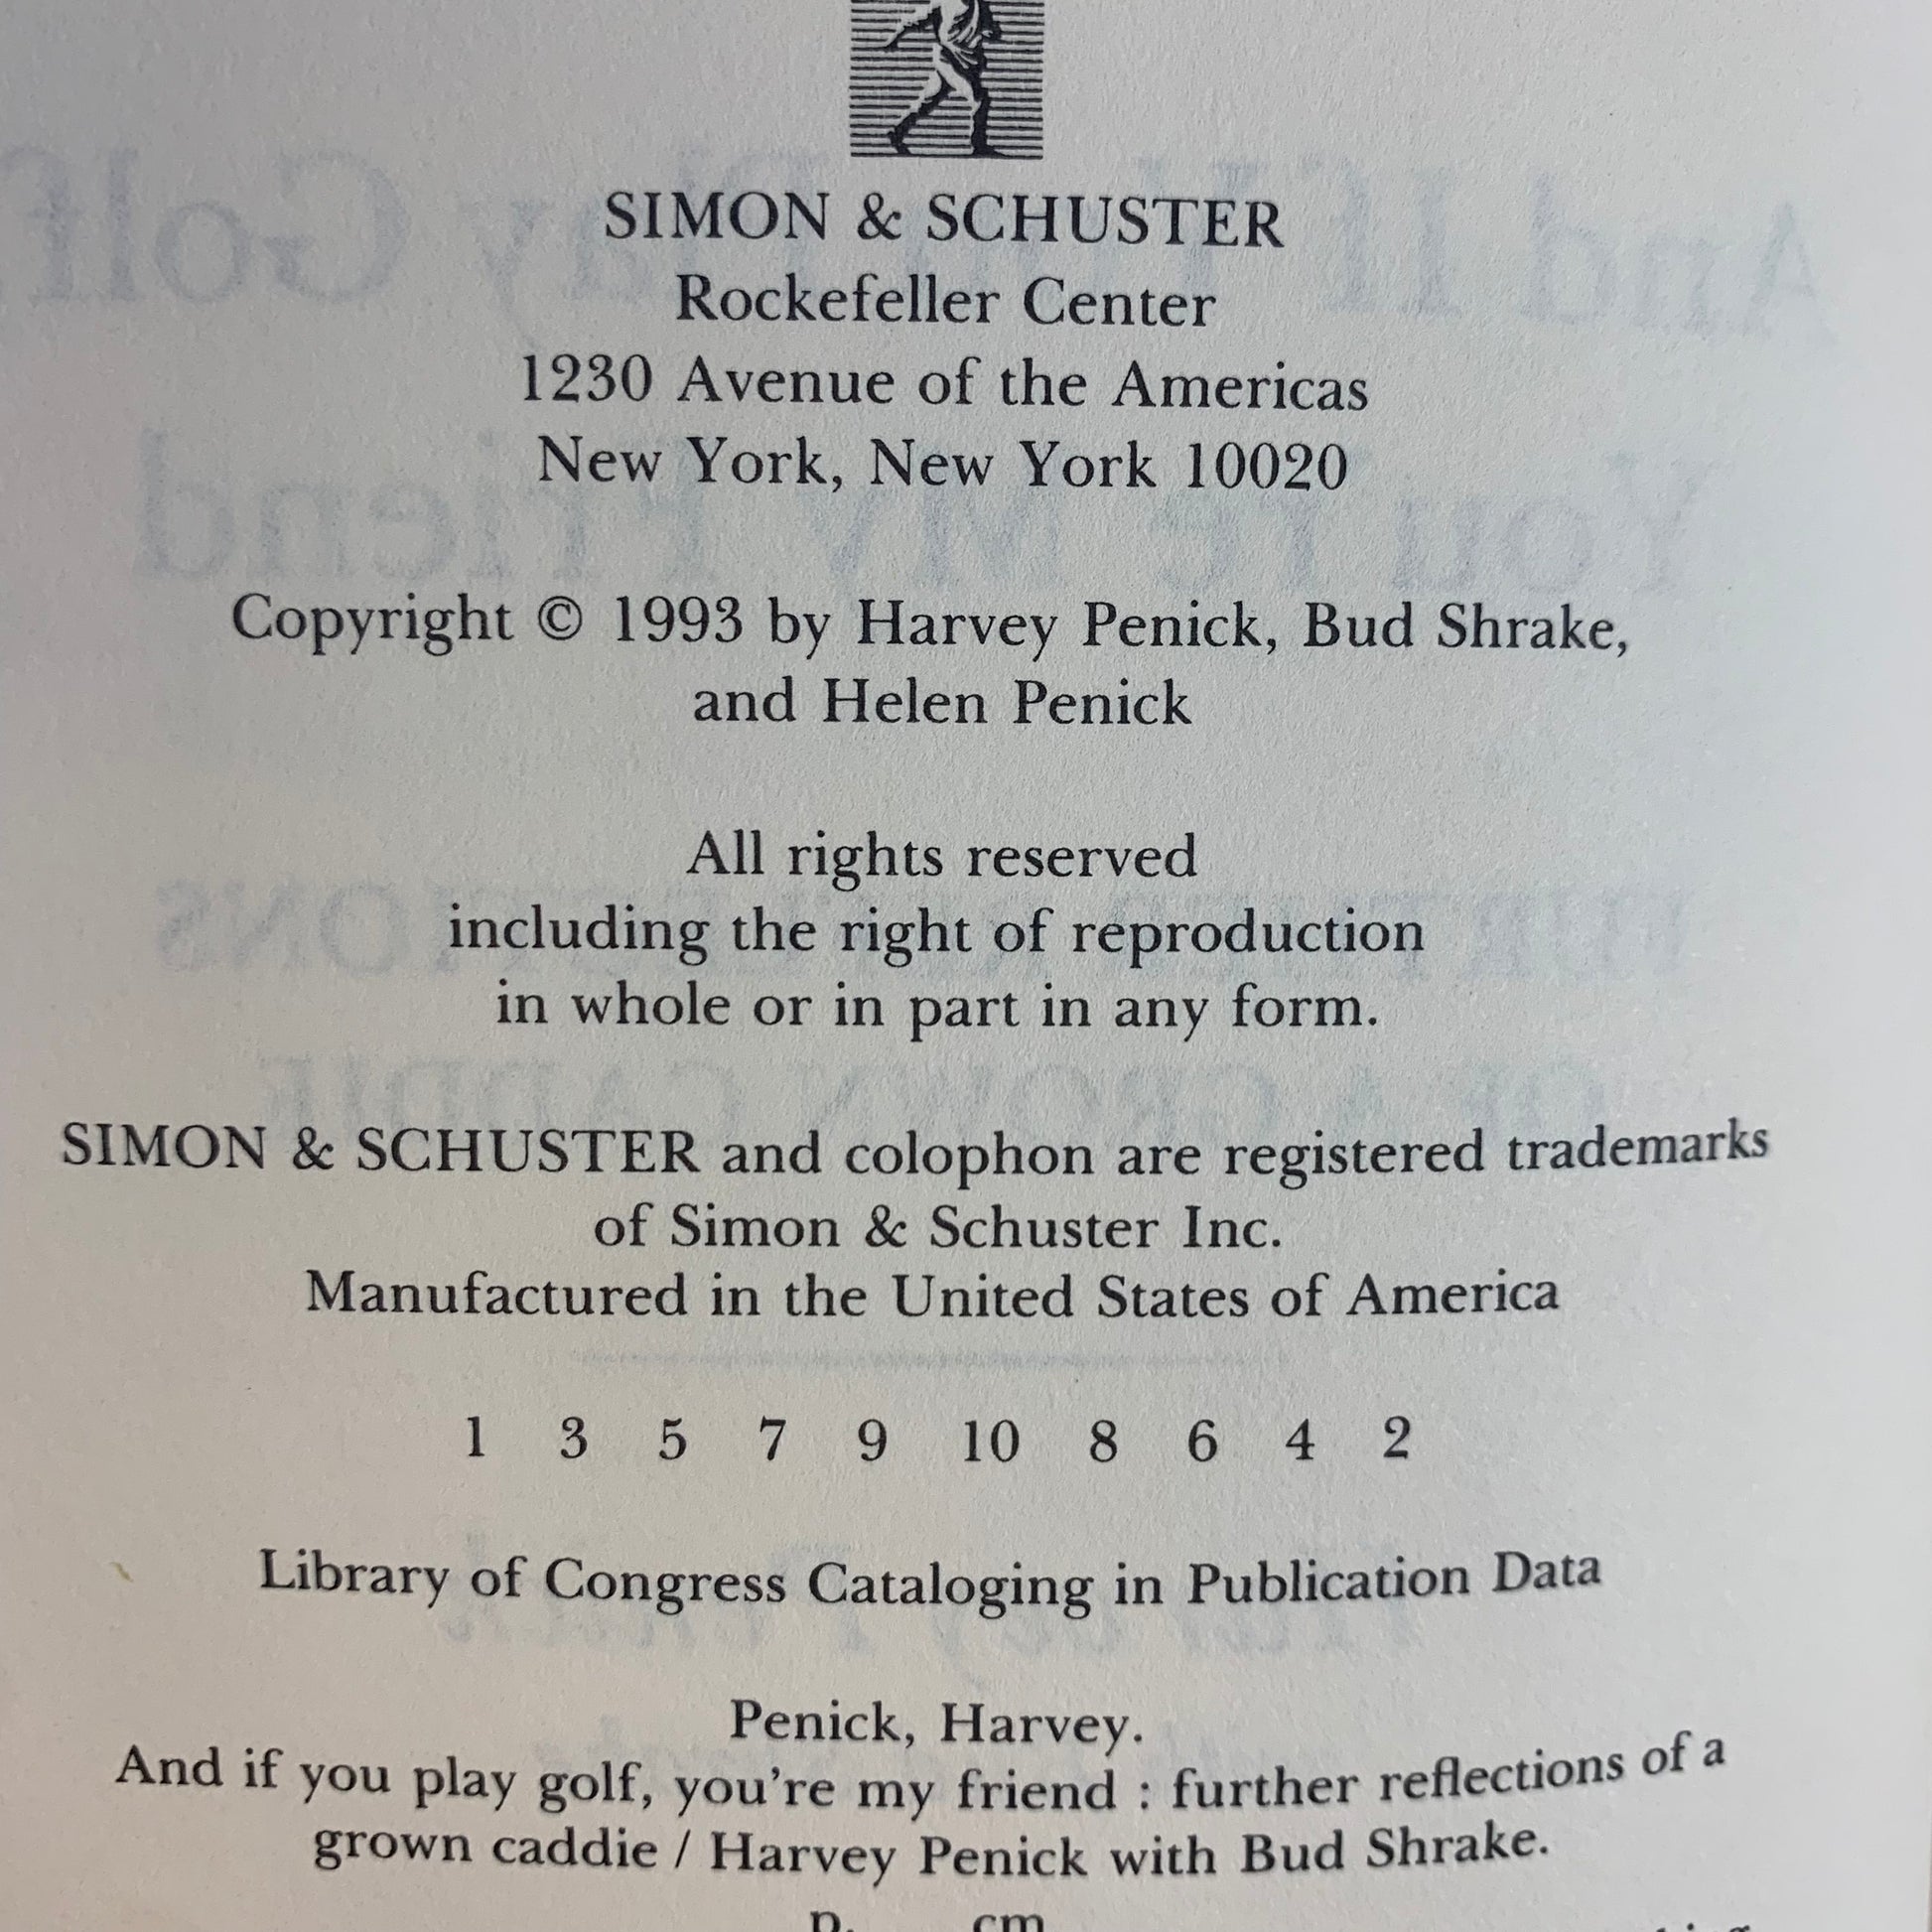 SIMON & SCHUSTER
Rockefeller Center
1230 Avenue of the Americas
New York, New York 10020
Copyright © 1993 by Harvey Penick, Bud Shrake,
and Helen Penick
All rights reserved
including the right of reproduction
in whole or in part in any form.
SIMON & SCHUSTER and colophon are registered trademarks
of Simon & Schuster Inc.
Manufactured in the United States of America
1 3 5 7 9 10 8 6 4 2
Library of Congress Cataloging in Publication Data
Penick, Harvey.
And if you play golf, you're my friend : further reflections of a
grown caddie / Harvey Penick with Bud Shrake.
p. cm